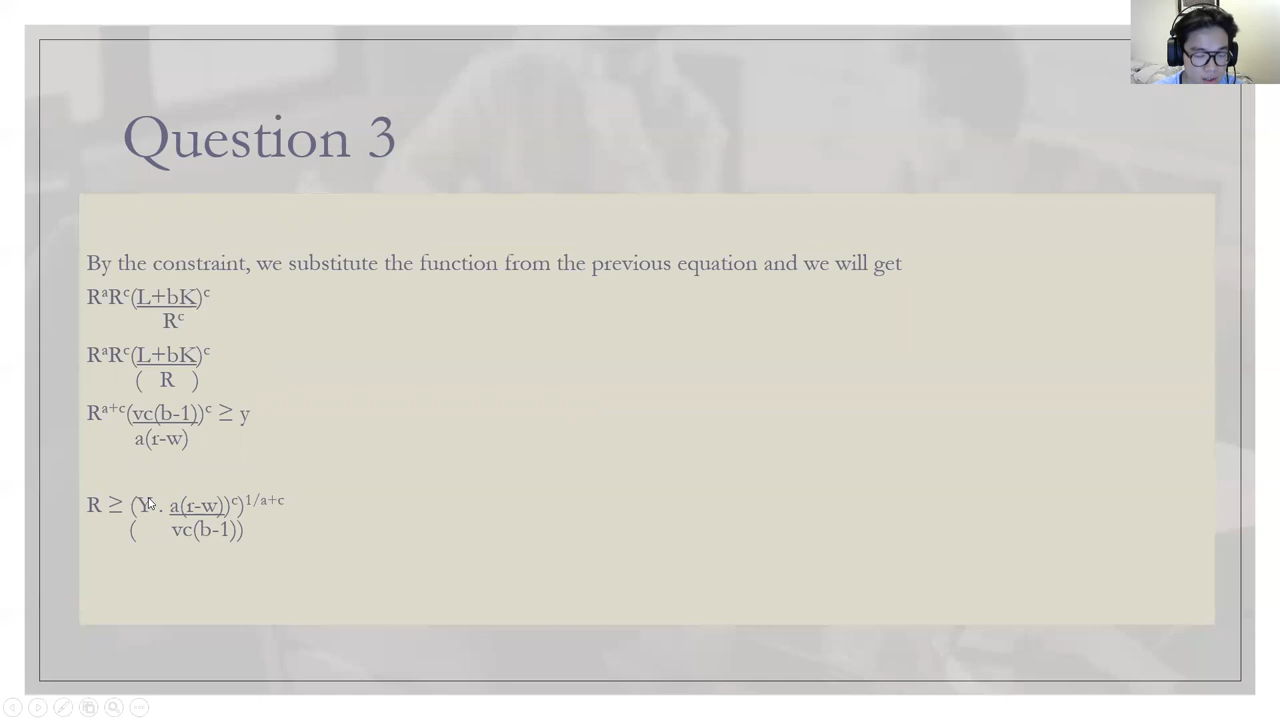 Question 3
By the constraint, we substitute the function from the previous equation and we will get
RᵃRᶜ(L+bK)ᶜ
Rᶜ
RᵃRᶜ(L+bK)ᶜ
( R )
Rᵃ⁺ᶜ(vc(b-1))ᶜ ≥ y
a(r-w)
R ≥ (Y . a(r-w))ᶜ)¹/ᵃ⁺ᶜ
( vc(b-1))